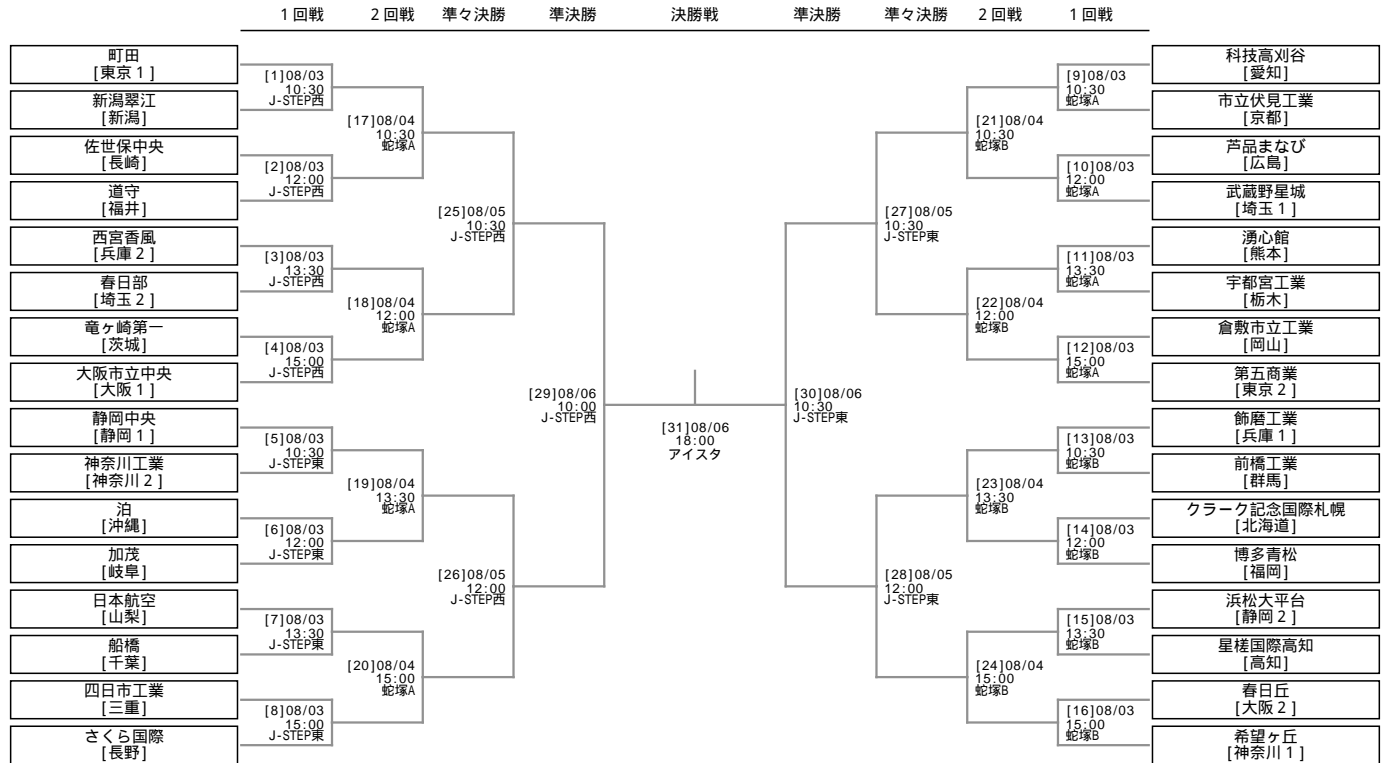 1回戦 2回戦 準々決勝 準決勝 決勝戦 準決勝 準々決勝 2回戦 1回戦
町田
[東京1]
新潟翠江
[新潟]
佐世保中央
[長崎]
道守
[福井]
西宮香風
[兵庫2]
春日部
[埼玉2]
竜ヶ崎第一
[茨城]
大阪市立中央
[大阪1]
静岡中央
[静岡1]
神奈川工業
[神奈川2]
泊
[沖縄]
加茂
[岐阜]
日本航空
[山梨]
船橋
[千葉]
四日市工業
[三重]
さくら国際
[長野]
[1]08/03
10:30
J-STEP西
[2]08/03
12:00
J-STEP西
[3]08/03
13:30
J-STEP西
[4]08/03
15:00
J-STEP西
[5]08/03
10:30
J-STEP東
[6]08/03
12:00
J-STEP東
[7]08/03
13:30
J-STEP東
[8]08/03
15:00
J-STEP東
[17]08/04
10:30
蛇塚A
[18]08/04
12:00
蛇塚A
[19]08/04
13:30
蛇塚A
[20]08/04
15:00
蛇塚A
[25]08/05
10:30
J-STEP西
[26]08/05
12:00
J-STEP西
[29]08/06
10:00
J-STEP西
[31]08/06
18:00
アイスタ
[30]08/06
10:30
J-STEP東
[27]08/05
10:30
J-STEP東
[28]08/05
12:00
J-STEP東
[21]08/04
10:30
蛇塚B
[22]08/04
12:00
蛇塚B
[23]08/04
13:30
蛇塚B
[24]08/04
15:00
蛇塚B
[9]08/03
10:30
蛇塚A
[10]08/03
12:00
蛇塚A
[11]08/03
13:30
蛇塚A
[12]08/03
15:00
蛇塚A
[13]08/03
10:30
蛇塚B
[14]08/03
12:00
蛇塚B
[15]08/03
13:30
蛇塚B
[16]08/03
15:00
蛇塚B
科技高刈谷
[愛知]
市立伏見工業
[京都]
芦品まなび
[広島]
武蔵野星城
[埼玉1]
湧心館
[熊本]
宇都宮工業
[栃木]
倉敷市立工業
[岡山]
第五商業
[東京2]
飾磨工業
[兵庫1]
前橋工業
[群馬]
クラーク記念国際札幌
[北海道]
博多青松
[福岡]
浜松大平台
[静岡2]
星槎国際高知
[高知]
春日丘
[大阪2]
希望ヶ丘
[神奈川1]